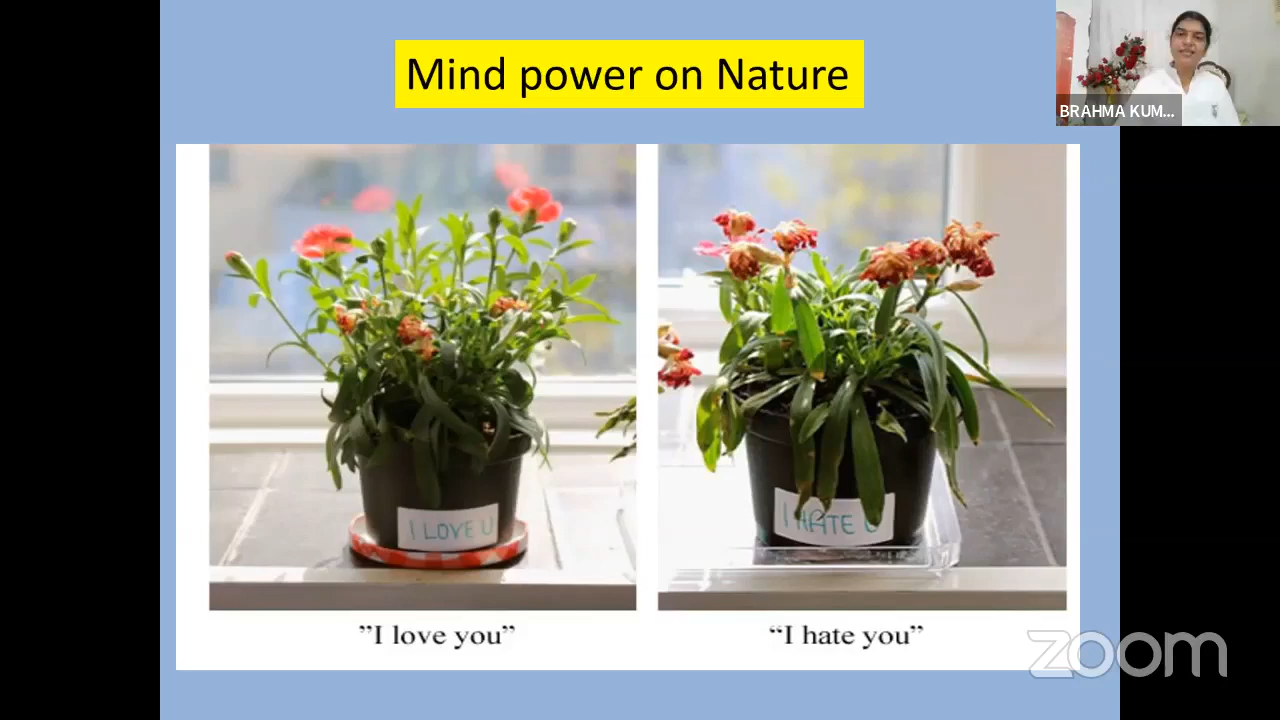 Mind power on Nature
BRAHMA KUM...
I LOVE U
I HATE U
”I love you”
“I hate you”
zoom